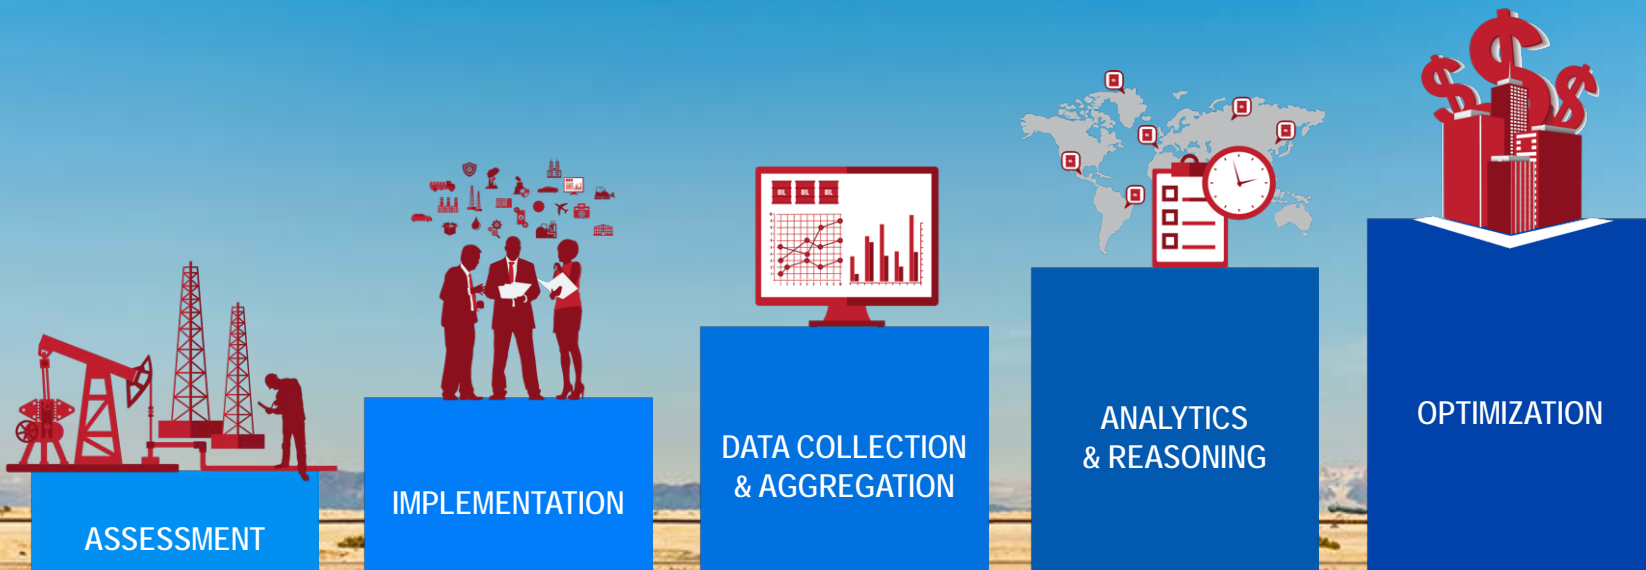 ASSESSMENT
IMPLEMENTATION
DATA COLLECTION
& AGGREGATION
ANALYTICS
& REASONING
OPTIMIZATION